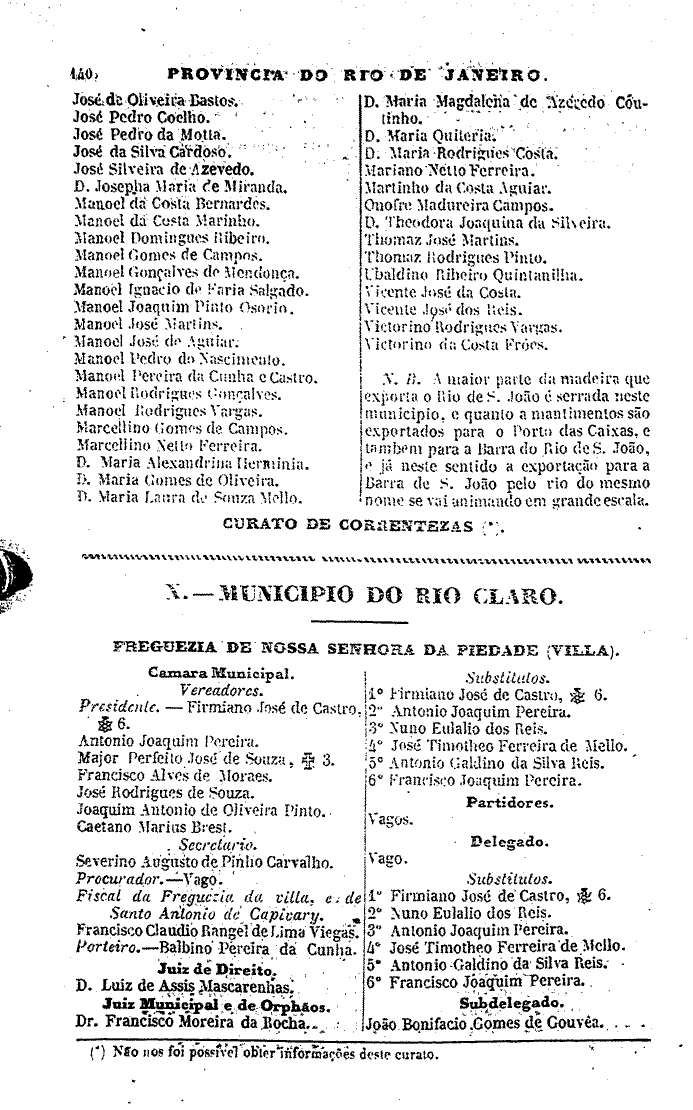 140
PROVINCIA DO RIO DE JANEIRO.
José de Oliveira Bastos.
José Pedro Coelho.
José Pedro da Motta.
José da Silva Cardoso.
José Silveira de Azevedo.
D. Josepha Maria de Miranda.
Manoel da Costa Bernardes.
Manoel da Costa Marinho.
Manoel Domingues Ribeiro.
Manoel Gomes de Campos.
Manoel Gonçalves de Mendonça.
Manoel Ignacio de Faria Salgado.
Manoel Joaquim Pinto Osorio.
Manoel José Martins.
Manoel José de Aguiar.
Manoel Pedro do Nascimento.
Manoel Pereira da Cunha e Castro.
Manoel Rodrigues Gonçalves.
Manoel Rodrigues Vargas.
Marcellino Gomes de Campos.
Marcellino Netto Ferreira.
D. Maria Alexandrina Herminia.
D. Maria Gomes de Oliveira.
D. Maria Laura de Souza Mello.
D. Maria Magdalena de Azeredo Cou-
tinho.
D. Maria Quiteria.
D. Maria Rodrigues Costa.
Mariano Netto Ferreira.
Martinho da Costa Aguiar.
Onofre Madureira Campos.
D. Theodora Joaquina da Silveira.
Thomaz José Martins.
Thomaz Rodrigues Pinto.
Ubaldino Ribeiro Quintanilha.
Vicente José da Costa.
Vicente José dos Reis.
Victorino Rodrigues Vargas.
Victorino da Costa Fróes.
N. B. A maior parte da madeira que
exporta o Rio de S. João é serrada neste
municipio, e quanto a mantimentos são
exportados para o Porto das Caixas, e
tambem para a Barra do Rio de S. João,
e já neste sentido a exportação para a
Barra de S. João pelo rio do mesmo
nome se vai animando em grande escala.
CURATO DE CORRENTEZAS (*).
X.—MUNICIPIO DO RIO CLARO.
FREGUEZIA DE NOSSA SENHORA DA PIEDADE (VILLA).
Camara Municipal.
Vereadores.
Presidente. — Firmiano José de Castro,
6.
Antonio Joaquim Pereira.
Major Perfeito José de Souza, 3.
Francisco Alves de Moraes.
José Rodrigues de Souza.
Joaquim Antonio de Oliveira Pinto.
Caetano Marius Brest.
Secretario.
Severino Augusto de Pinho Carvalho.
Procurador.—Vago.
Fiscal da Freguezia da villa, e de
Santo Antonio de Capivary.
Francisco Claudio Rangel de Lima Viegas.
Porteiro.—Balbino Pereira da Cunha.
Juiz de Direito.
D. Luiz de Assis Mascarenhas.
Juiz Municipal e de Orphãos.
Dr. Francisco Moreira da Rocha.
Substitutos.
1º Firmiano José de Castro, 6.
2º Antonio Joaquim Pereira.
3º Nuno Eulalio dos Reis.
4º José Timotheo Ferreira de Mello.
5º Antonio Galdino da Silva Reis.
6º Francisco Joaquim Pereira.
Partidores.
Vagos.
Delegado.
Vago.
Substitutos.
1º Firmiano José de Castro, 6.
2º Nuno Eulalio dos Reis.
3º Antonio Joaquim Pereira.
4º José Timotheo Ferreira de Mello.
5º Antonio Galdino da Silva Reis.
6º Francisco Joaquim Pereira.
Subdelegado.
João Bonifacio Gomes de Gouvêa.
(*) Não nos foi possivel obter informações deste curato.